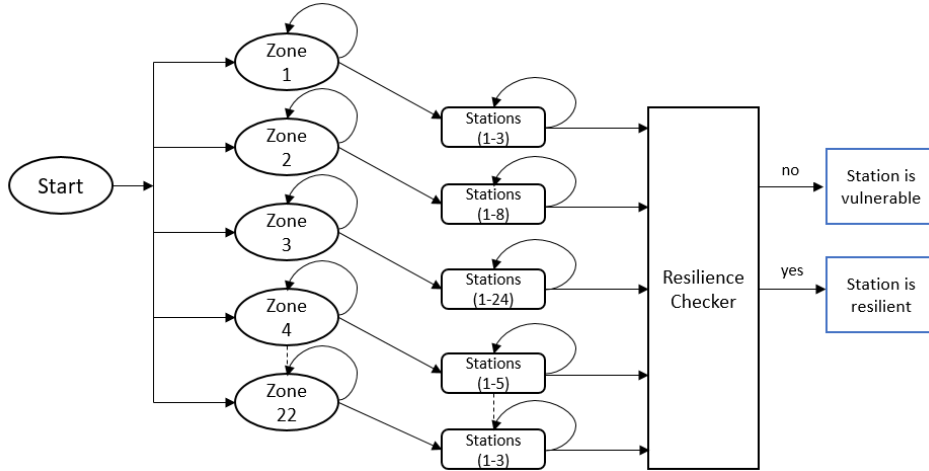 Start
Zone
1
Zone
2
Zone
3
Zone
4
Zone
22
Stations
(1-3)
Stations
(1-8)
Stations
(1-24)
Stations
(1-5)
Stations
(1-3)
Resilience
Checker
no
yes
Station is
vulnerable
Station is
resilient